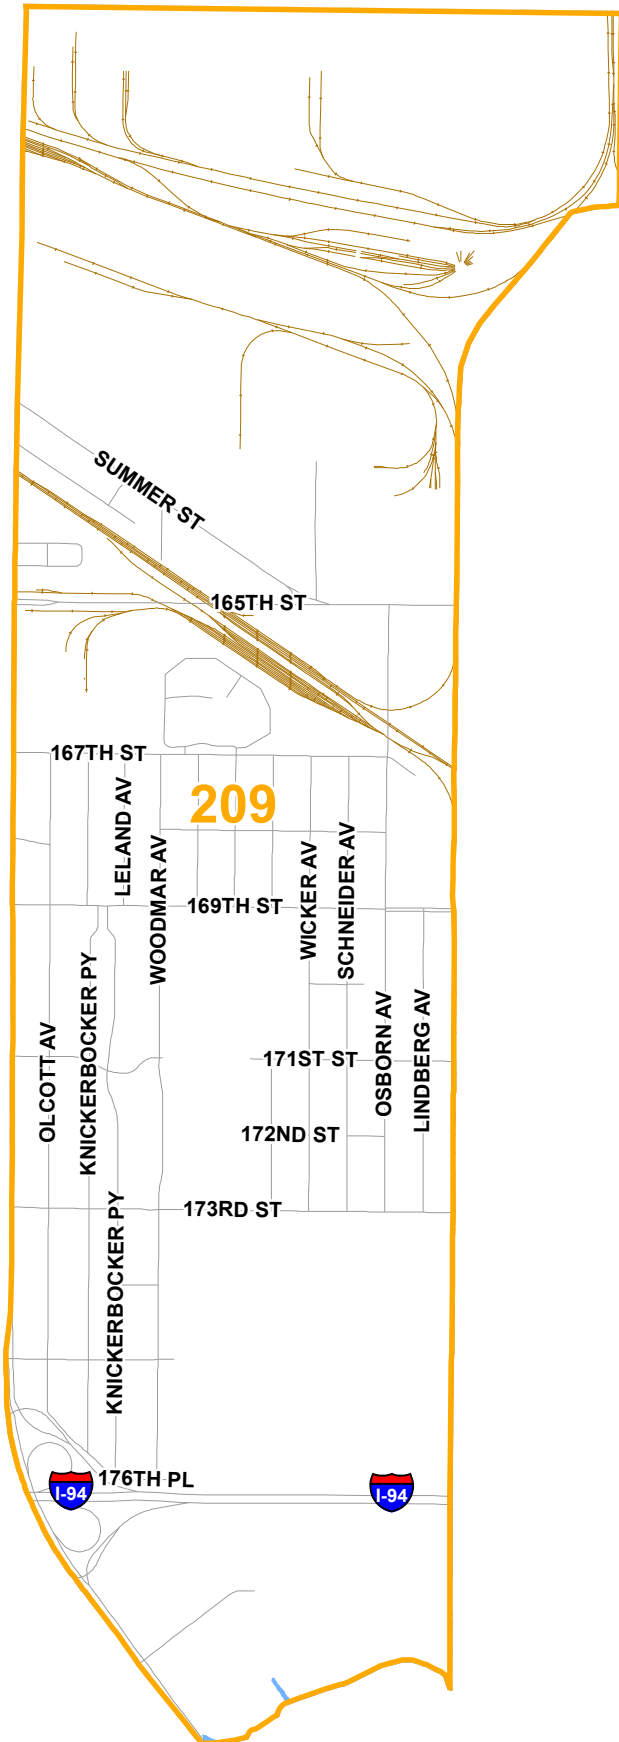 SUMMER ST
165TH ST
167TH ST
LELAND AV
209
WOODMAR AV
WICKER AV
SCHNEIDER AV
169TH ST
KNICKERBOCKER PY
OLCOTT AV
OSBORN AV
LINDBERG AV
171ST ST
172ND ST
173RD ST
KNICKERBOCKER PY
176TH PL
I-94
I-94